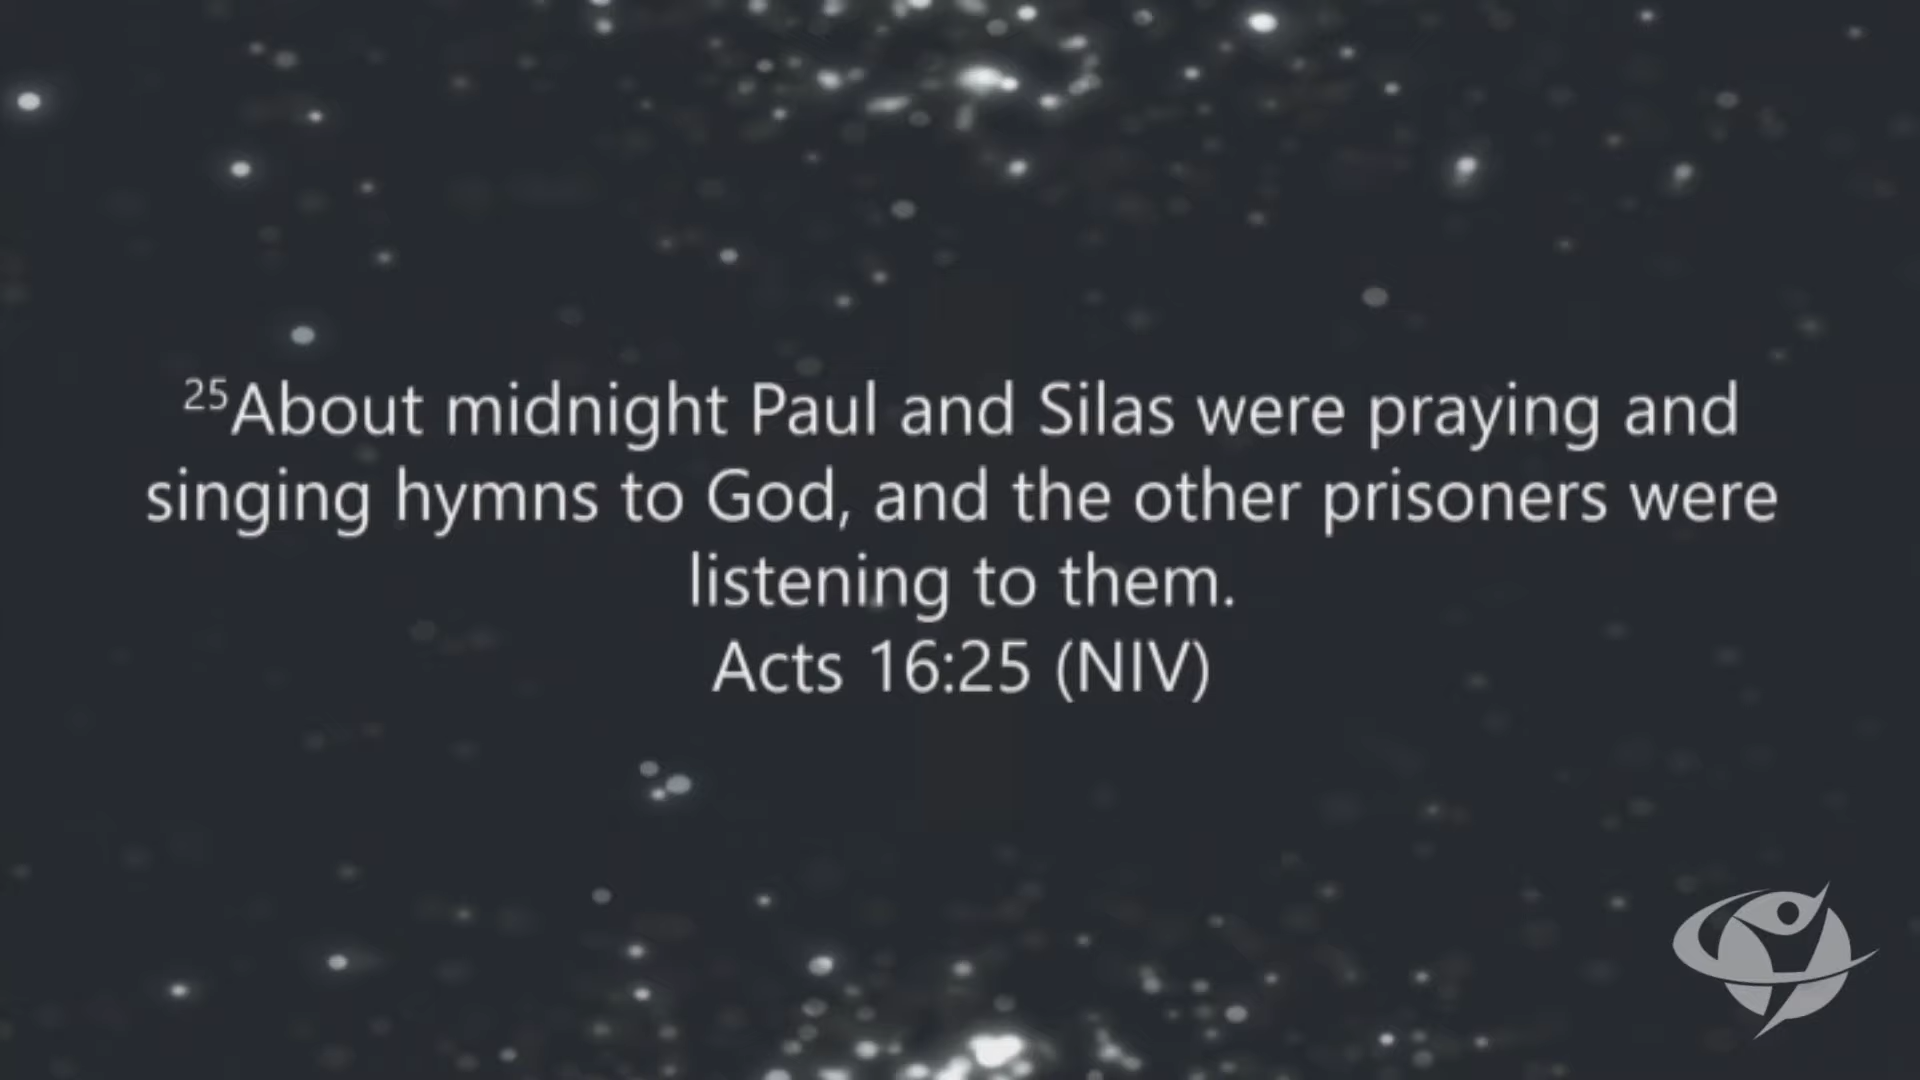 ²⁵About midnight Paul and Silas were praying and
singing hymns to God, and the other prisoners were
listening to them.
Acts 16:25 (NIV)